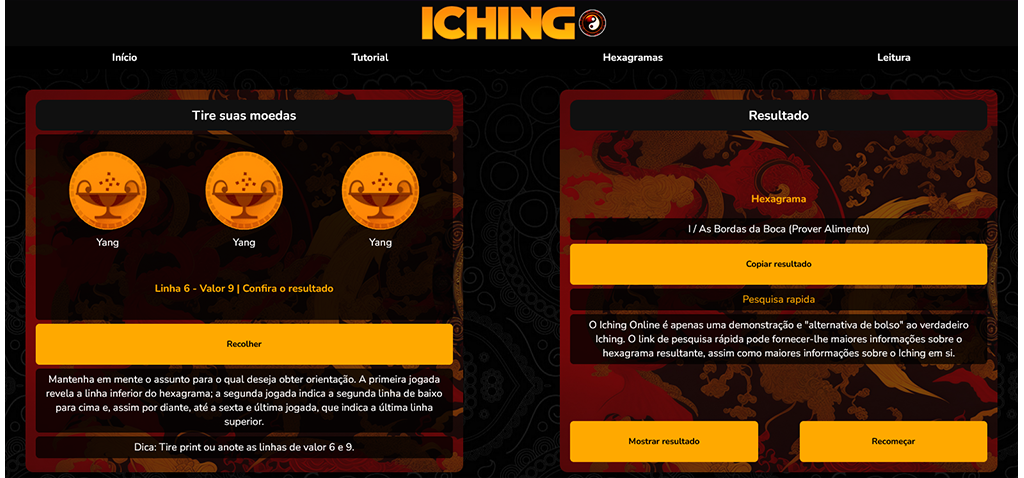 ICHING
Início
Tutorial
Hexagramas
Leitura
Tire suas moedas
Yang
Yang
Yang
Linha 6 - Valor 9 | Confira o resultado
Recolher
Mantenha em mente o assunto para o qual deseja obter orientação. A primeira jogada
revela a linha inferior do hexagrama; a segunda jogada indica a segunda linha de baixo
para cima e, assim por diante, até a sexta e última jogada, que indica a última linha
superior.
Dica: Tire print ou anote as linhas de valor 6 e 9.
Resultado
Hexagrama
I / As Bordas da Boca (Prover Alimento)
Copiar resultado
Pesquisa rapida
O Iching Online é apenas uma demonstração e "alternativa de bolso" ao verdadeiro
Iching. O link de pesquisa rápida pode fornecer-lhe maiores informações sobre o
hexagrama resultante, assim como maiores informações sobre o Iching em si.
Mostrar resultado
Recomeçar